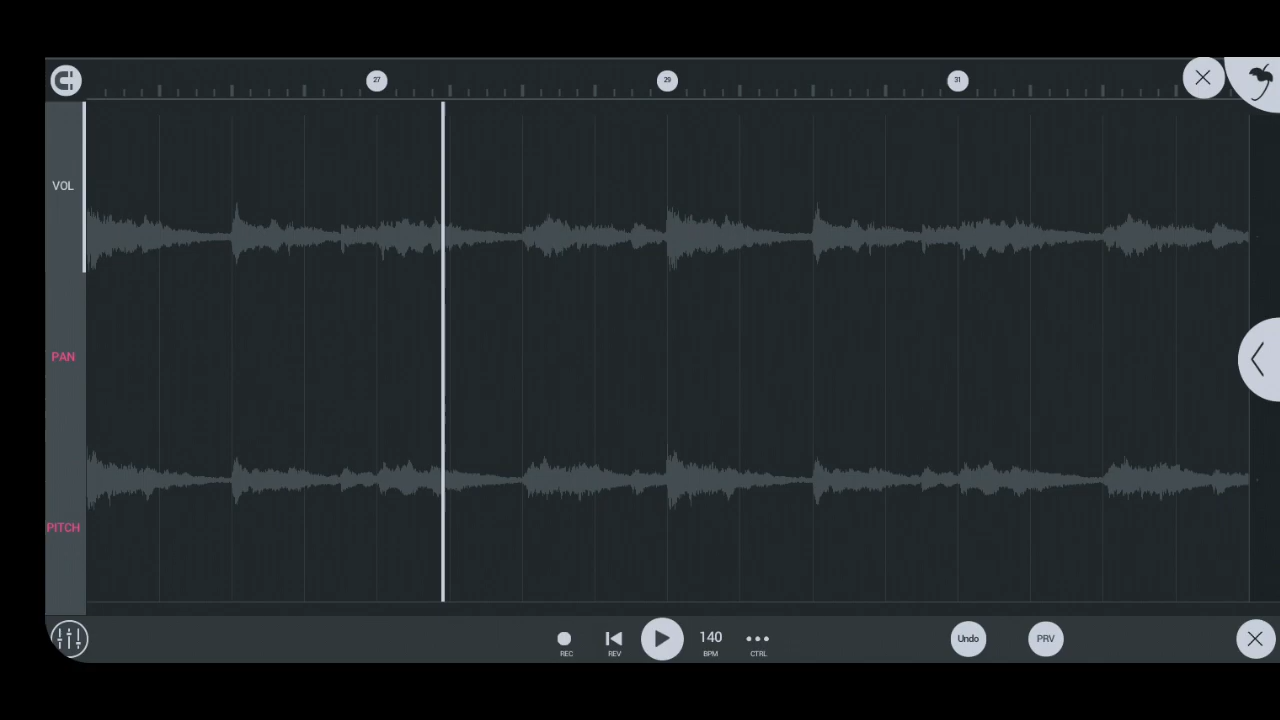 27
29
31
VOL
PAN
PITCH
140
REC
REV
BPM
CTRL
Undo
PRV